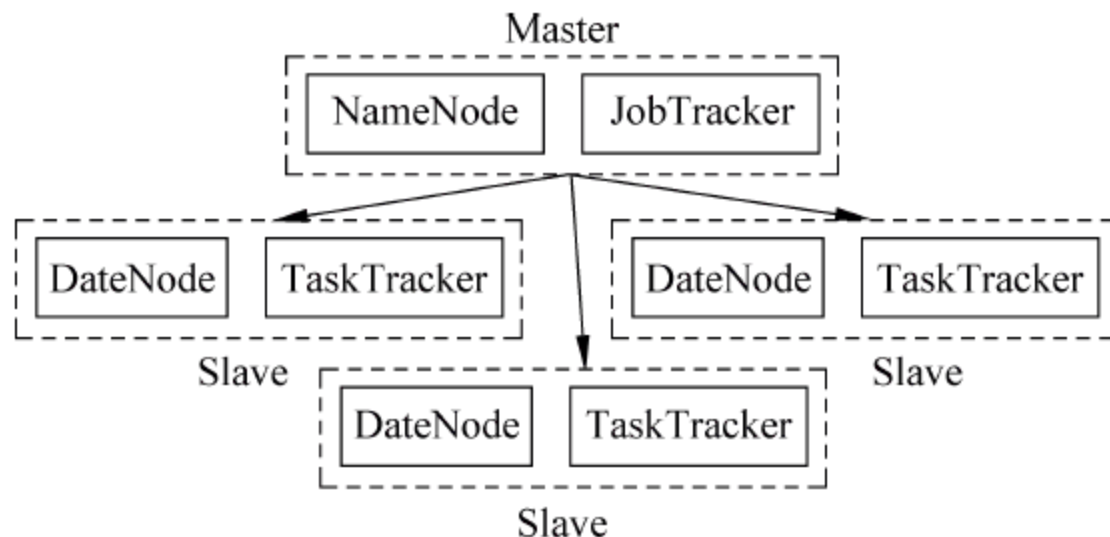 Master
NameNode JobTracker
DateNode TaskTracker
Slave
DateNode TaskTracker
Slave
DateNode TaskTracker
Slave